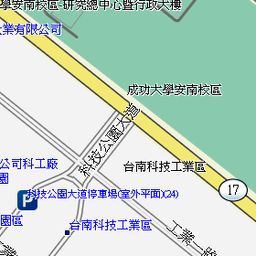 學安南校區-研究總中心暨行政大樓
大業有限公司
成功大學安南校區
科技公園大道
公司科工廠
園
台南科技工業區
科技公園大道停車場(室外平面)(24)
P
17
園區
台南科技工業區
工業二路